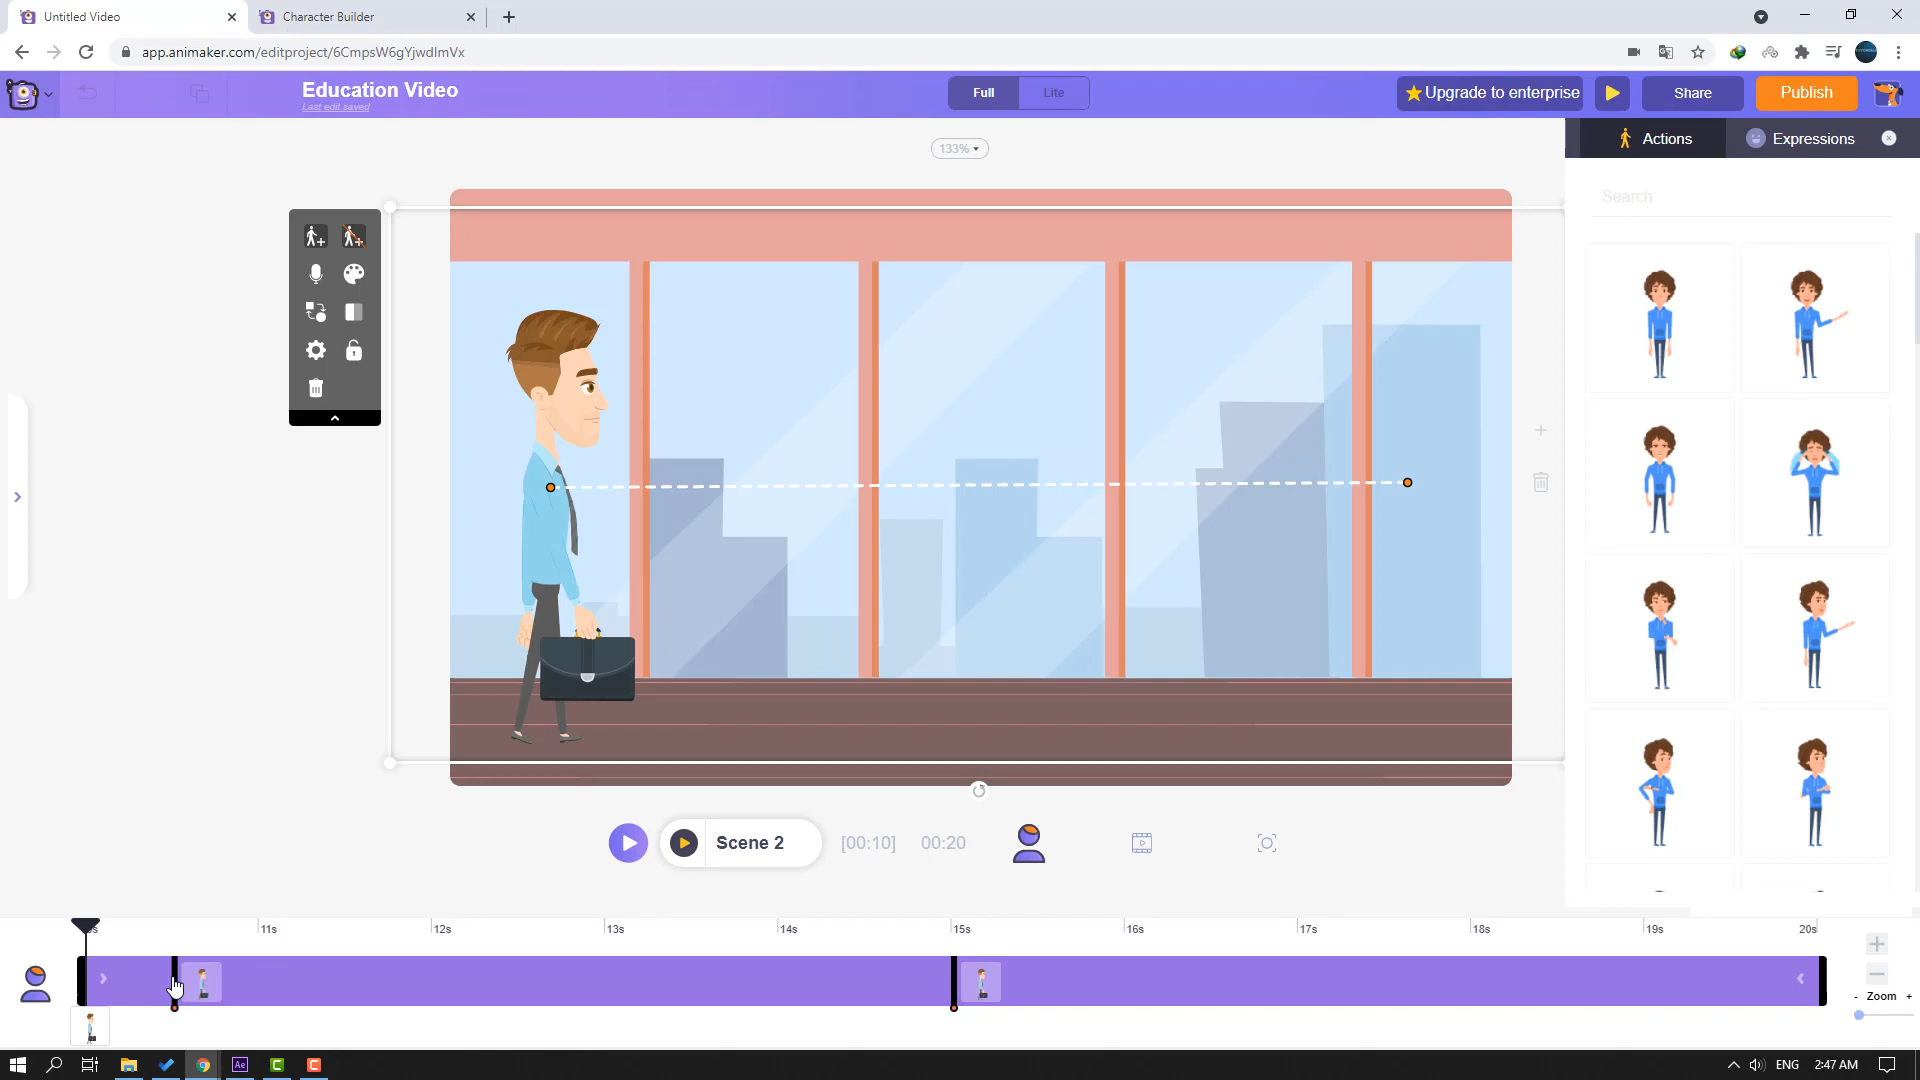 Untitled Video
Character Builder
app.animaker.com/editproject/6CmpsW6gYjwdlmVx
Education Video
Last edit saved
Full
Lite
Upgrade to enterprise
Share
Publish
133%
Actions
Expressions
Search
Scene 2
[00:10]
00:20
11s
12s
13s
14s
15s
16s
17s
18s
19s
20s
- Zoom +
Ae
C
C
ENG
2:47 AM